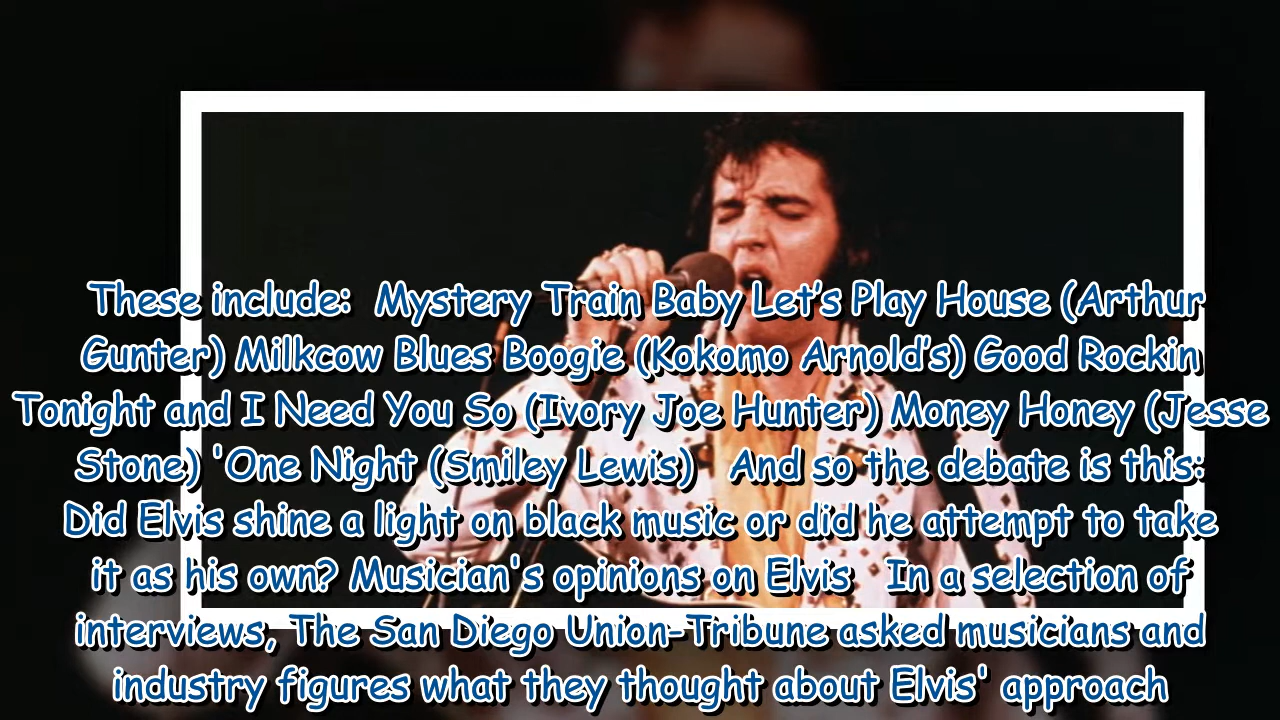 These include:  Mystery Train Baby Let's Play House (Arthur
Gunter) Milkcow Blues Boogie (Kokomo Arnold's) Good Rockin
Tonight and I Need You So (Ivory Joe Hunter) Money Honey (Jesse
Stone) 'One Night (Smiley Lewis)   And so the debate is this:
Did Elvis shine a light on black music or did he attempt to take
it as his own? Musician's opinions on Elvis   In a selection of
interviews, The San Diego Union-Tribune asked musicians and
industry figures what they thought about Elvis' approach